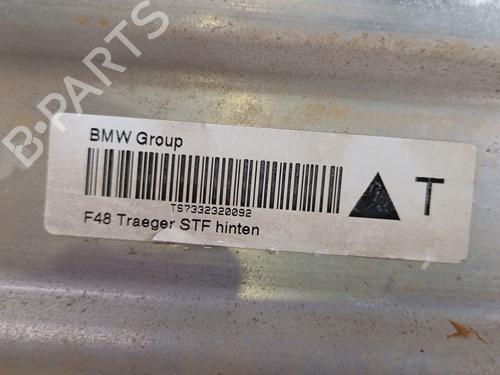 B-PARTS
BMW Group
TS7332320092
F48 Traeger STF hinten
T